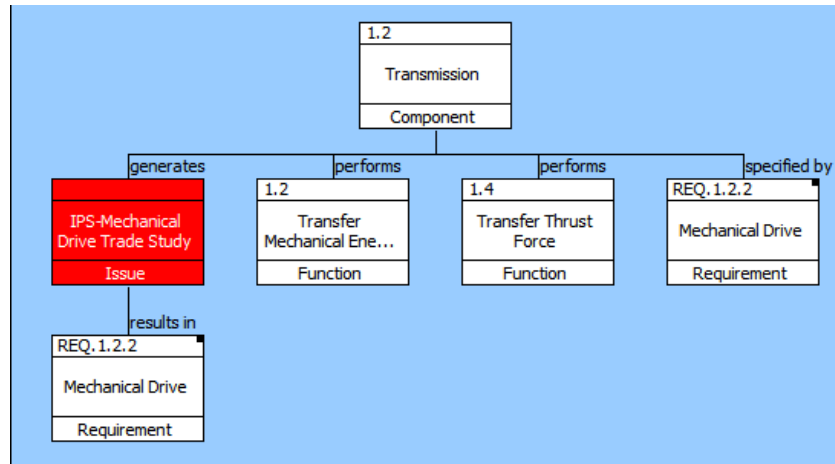 1.2
Transmission
Component
generates
performs
performs
specified by
IPS-Mechanical
Drive Trade Study
Issue
1.2
Transfer
Mechanical Ene...
Function
1.4
Transfer Thrust
Force
Function
REQ.1.2.2
Mechanical Drive
Requirement
results in
REQ.1.2.2
Mechanical Drive
Requirement